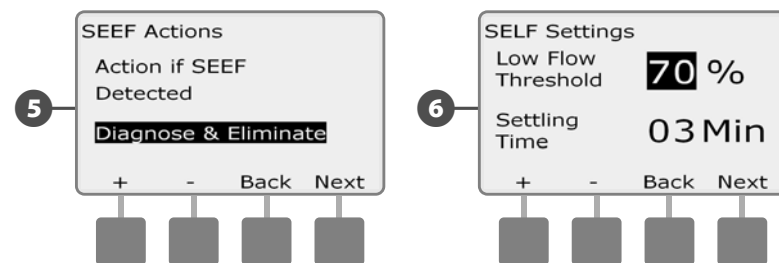 5
SEEF Actions
Action if SEEF
Detected
Diagnose & Eliminate
+ - Back Next
6
SELF Settings
Low Flow
Threshold
70 %
Settling
Time
03 Min
+ - Back Next